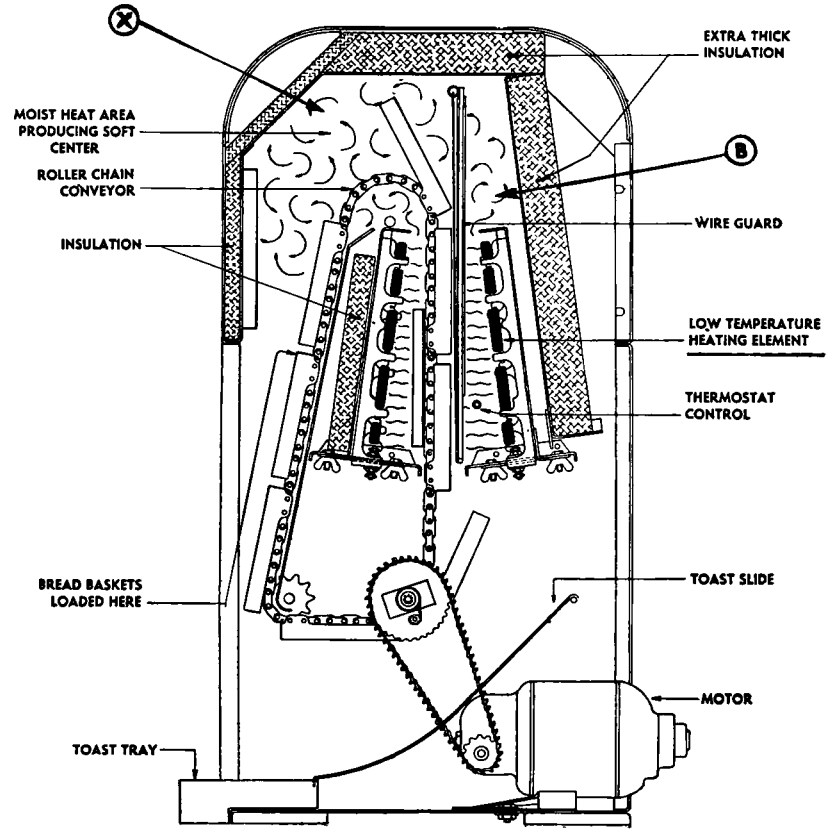 X
EXTRA THICK
INSULATION
MOIST HEAT AREA
PRODUCING SOFT
CENTER
B
ROLLER CHAIN
CONVEYOR
WIRE GUARD
INSULATION
LOW TEMPERATURE
HEATING ELEMENT
THERMOSTAT
CONTROL
BREAD BASKETS
LOADED HERE
TOAST SLIDE
MOTOR
TOAST TRAY